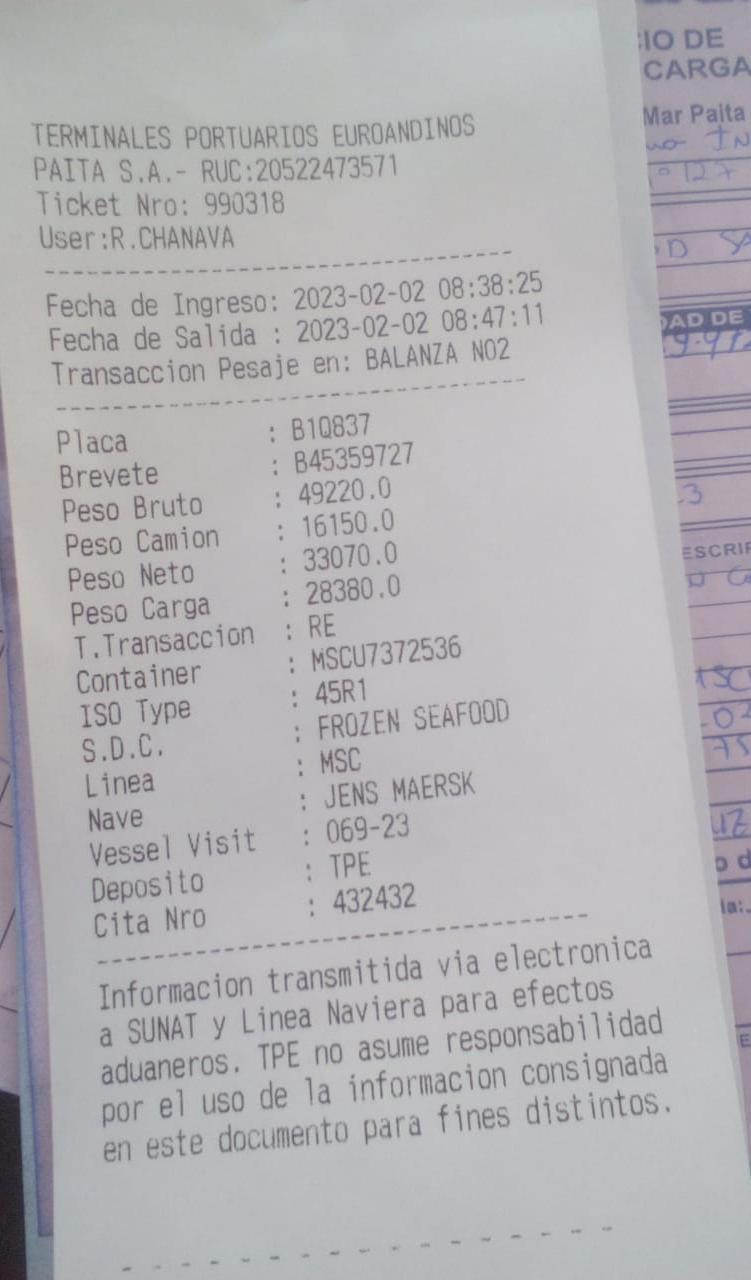 TERMINALES PORTUARIOS EUROANDINOS
PAITA S.A.- RUC:20522473571
Ticket Nro: 990318
User:R.CHANAVA
Fecha de Ingreso: 2023-02-02 08:38:25
Fecha de Salida : 2023-02-02 08:47:11
Transaccion Pesaje en: BALANZA NO2
Placa : B1Q837
Brevete : B45359727
Peso Bruto : 49220.0
Peso Camion : 16150.0
Peso Neto : 33070.0
Peso Carga : 28380.0
T.Transaccion : RE
Container : MSCU7372536
ISO Type : 45R1
S.D.C. : FROZEN SEAFOOD
Linea : MSC
Nave : JENS MAERSK
Vessel Visit : 069-23
Deposito : TPE
Cita Nro : 432432
Informacion transmitida via electronica
a SUNAT y Linea Naviera para efectos
aduaneros. TPE no asume responsabilidad
por el uso de la informacion consignada
en este documento para fines distintos.
IO DE
CARGA
Mar Paita
AD DE
ESCRIP